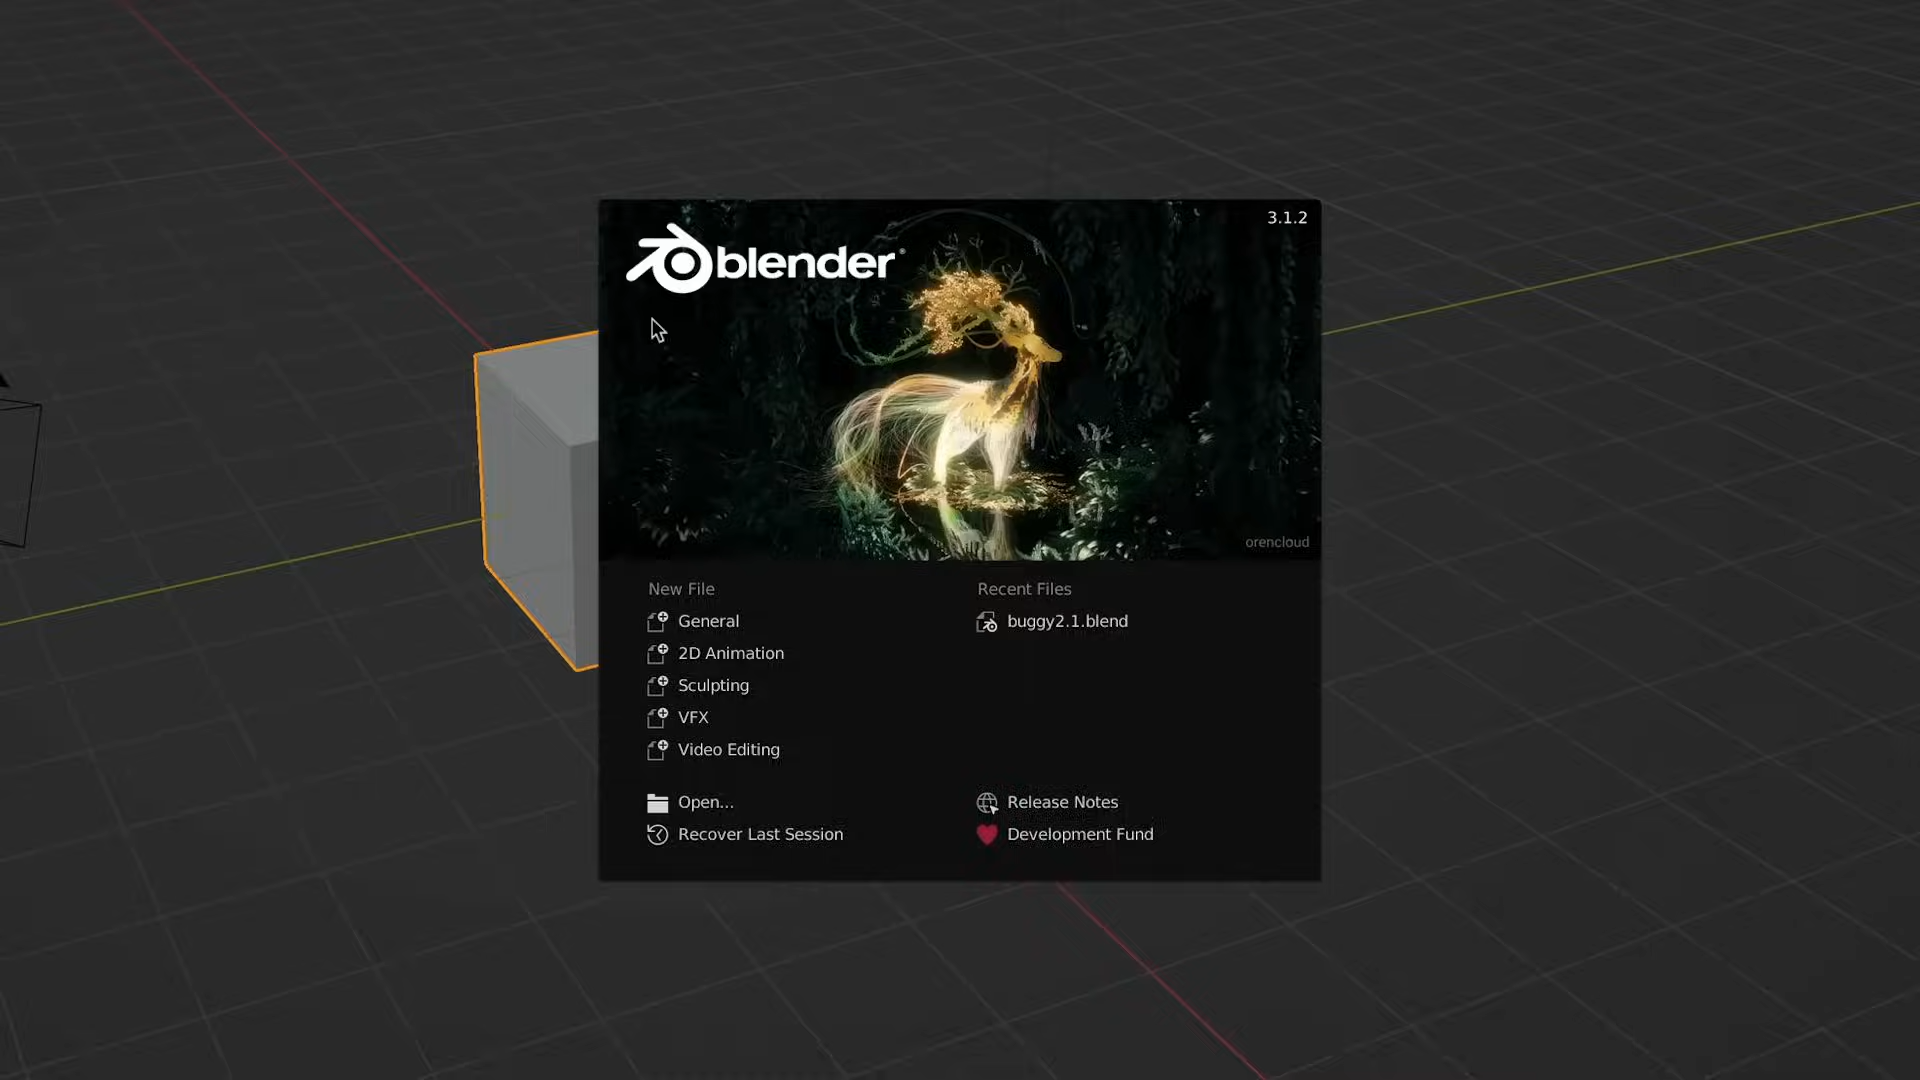 blender
3.1.2
orencloud
New File
General
2D Animation
Sculpting
VFX
Video Editing
Recent Files
buggy2.1.blend
Open...
Recover Last Session
Release Notes
Development Fund